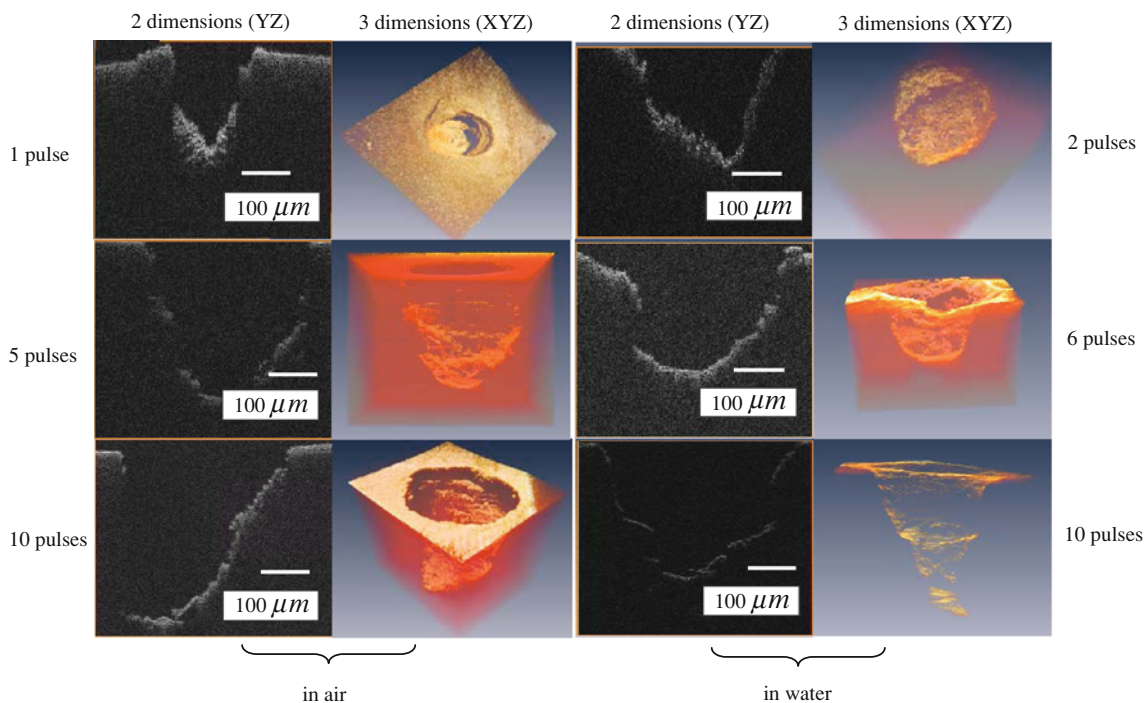 2 dimensions (YZ) 3 dimensions (XYZ) 2 dimensions (YZ) 3 dimensions (XYZ)
1 pulse
100 μm
100 μm
2 pulses
5 pulses
100 μm
100 μm
6 pulses
10 pulses
100 μm
100 μm
10 pulses
in air
in water